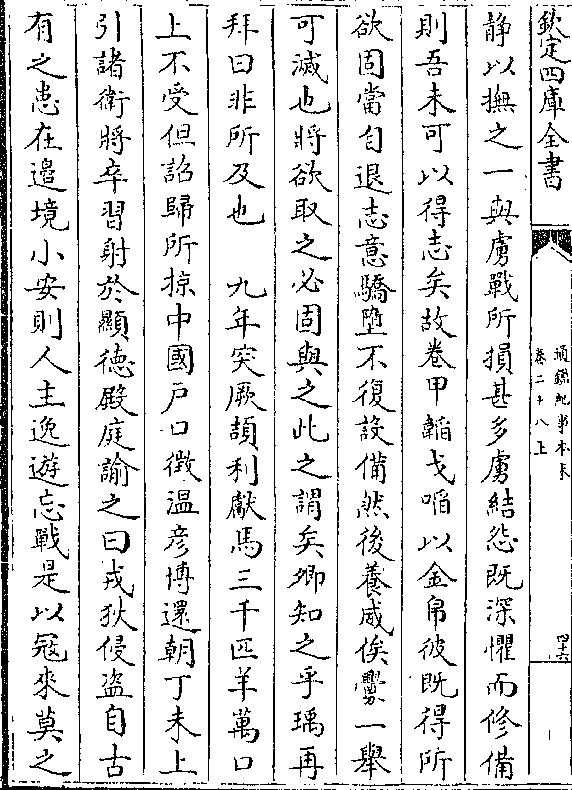 欽定四庫全書
通鑑紀事本末
卷二十八上
四十六
静以撫之一與虜戰所損甚多虜結怨既深懼而修備
則吾未可以得志矣故卷甲韜戈啗以金帛彼既得所
欲固當自退志意驕墮不復設備然後養威俟釁一舉
可滅也將欲取之必固與之此之謂矣卿知之乎瑀再
拜曰非所及也 九年突厥頡利獻馬三千匹羊萬口
上不受但詔歸所掠中國戶口徵溫彦博還朝丁未上
引諸衛將卒習射於顯徳殿庭諭之曰戎狄侵盗自古
有之患在邉境小安則人主逸遊忘戰是以冦來莫之